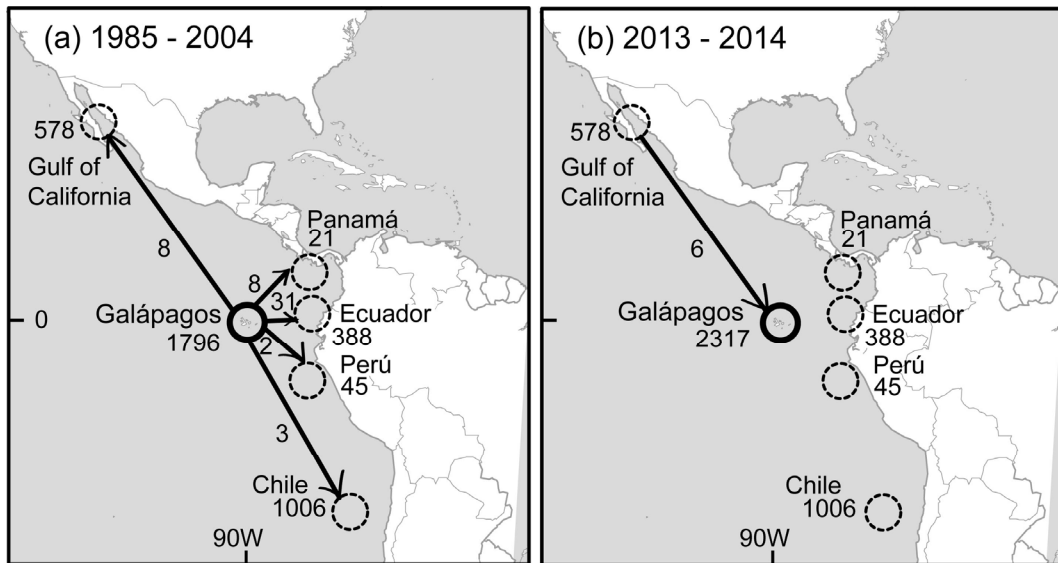 (a) 1985 - 2004
578
Gulf of
California
8
Panamá
21
8
31
0
Galápagos
1796
2
Ecuador
388
Perú
45
3
Chile
1006
90W
(b) 2013 - 2014
578
Gulf of
California
6
Panamá
21
Galápagos
2317
Ecuador
388
Perú
45
Chile
1006
90W